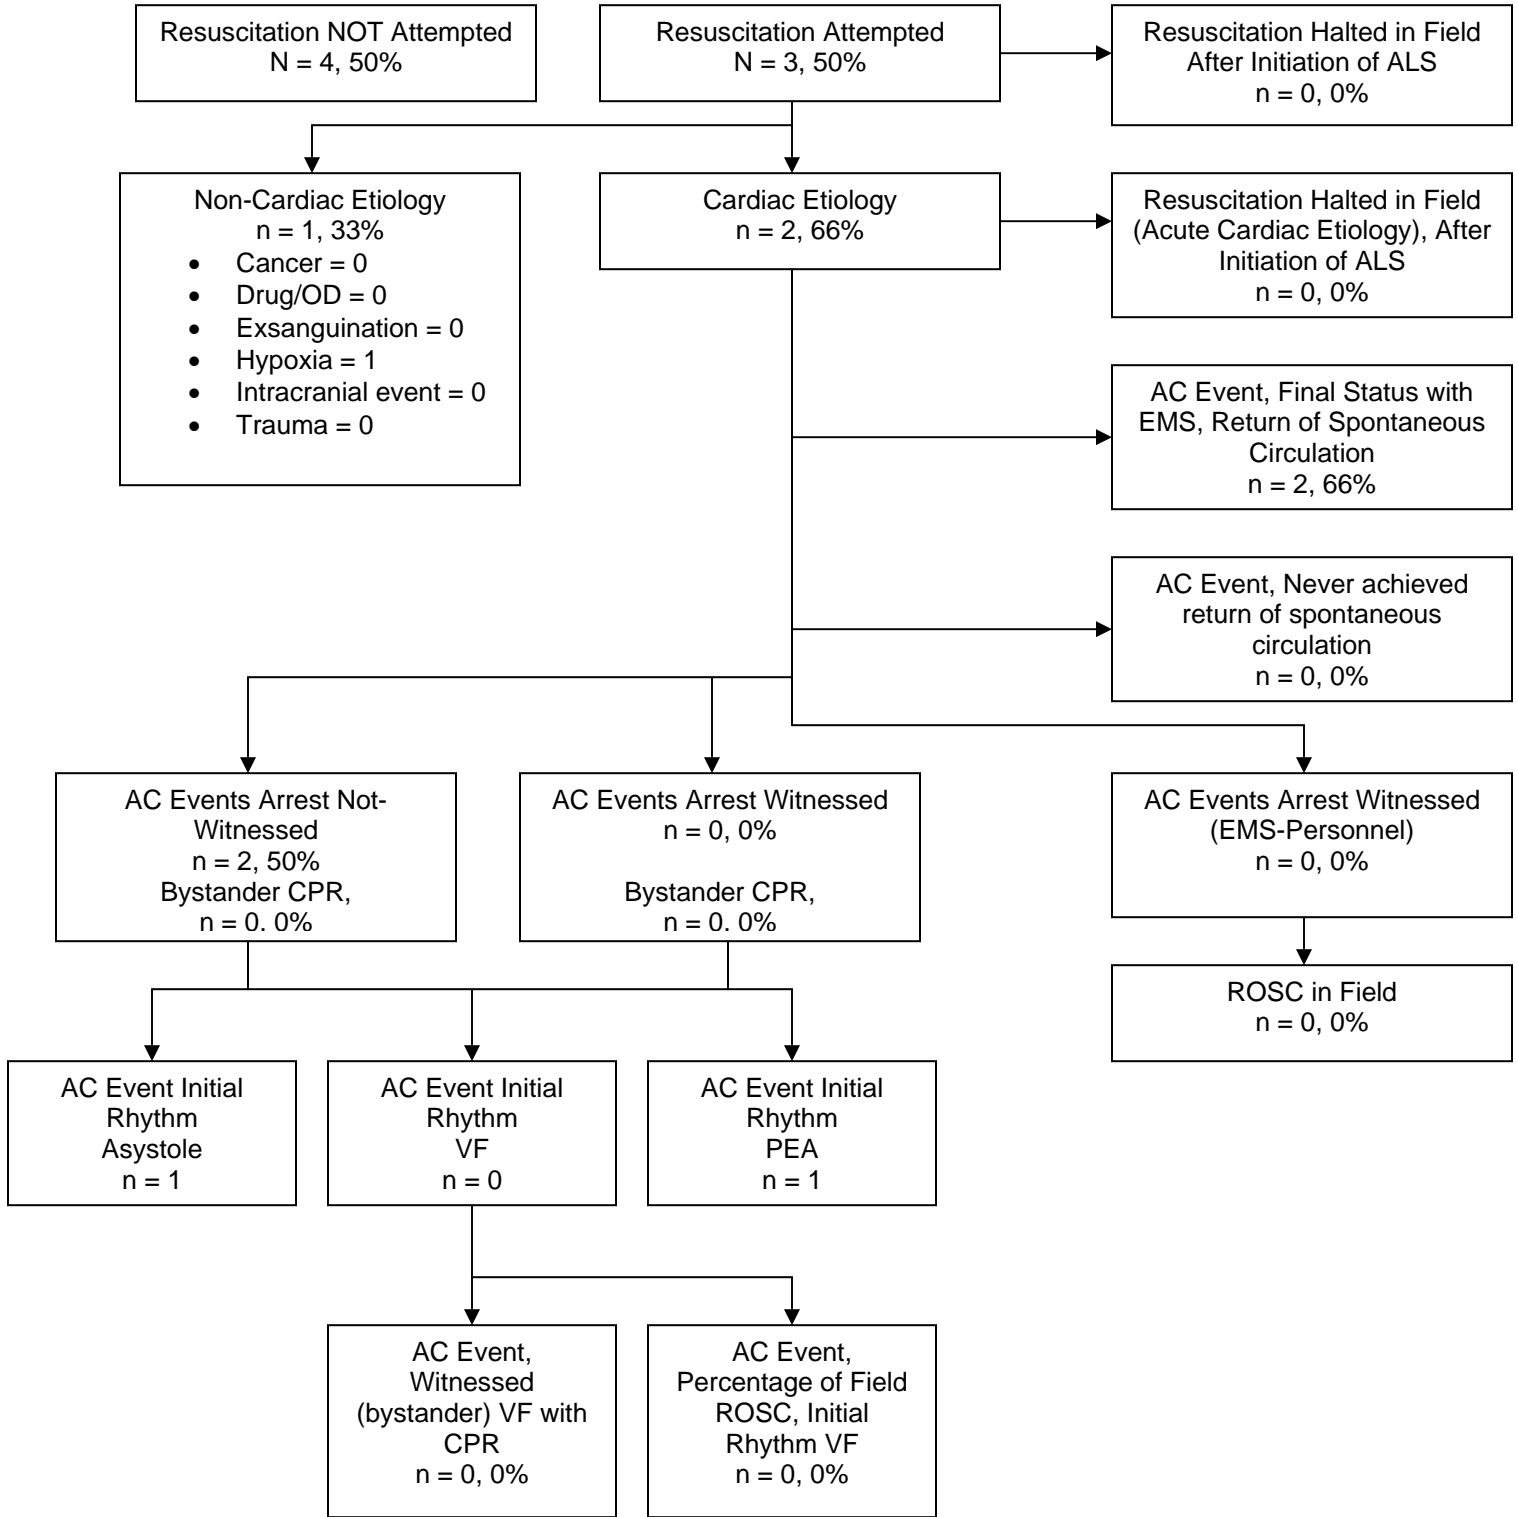 Resuscitation NOT Attempted
N = 4, 50%
Resuscitation Attempted
N = 3, 50%
Resuscitation Halted in Field
After Initiation of ALS
n = 0, 0%
Non-Cardiac Etiology
n = 1, 33%
• Cancer = 0
• Drug/OD = 0
• Exsanguination = 0
• Hypoxia = 1
• Intracranial event = 0
• Trauma = 0
Cardiac Etiology
n = 2, 66%
Resuscitation Halted in Field
(Acute Cardiac Etiology), After
Initiation of ALS
n = 0, 0%
AC Event, Final Status with
EMS, Return of Spontaneous
Circulation
n = 2, 66%
AC Event, Never achieved
return of spontaneous
circulation
n = 0, 0%
AC Events Arrest Not-
Witnessed
n = 2, 50%
Bystander CPR,
n = 0. 0%
AC Events Arrest Witnessed
n = 0, 0%
Bystander CPR,
n = 0. 0%
AC Events Arrest Witnessed
(EMS-Personnel)
n = 0, 0%
ROSC in Field
n = 0, 0%
AC Event Initial
Rhythm
Asystole
n = 1
AC Event Initial
Rhythm
VF
n = 0
AC Event Initial
Rhythm
PEA
n = 1
AC Event,
Witnessed
(bystander) VF with
CPR
n = 0, 0%
AC Event,
Percentage of Field
ROSC, Initial
Rhythm VF
n = 0, 0%